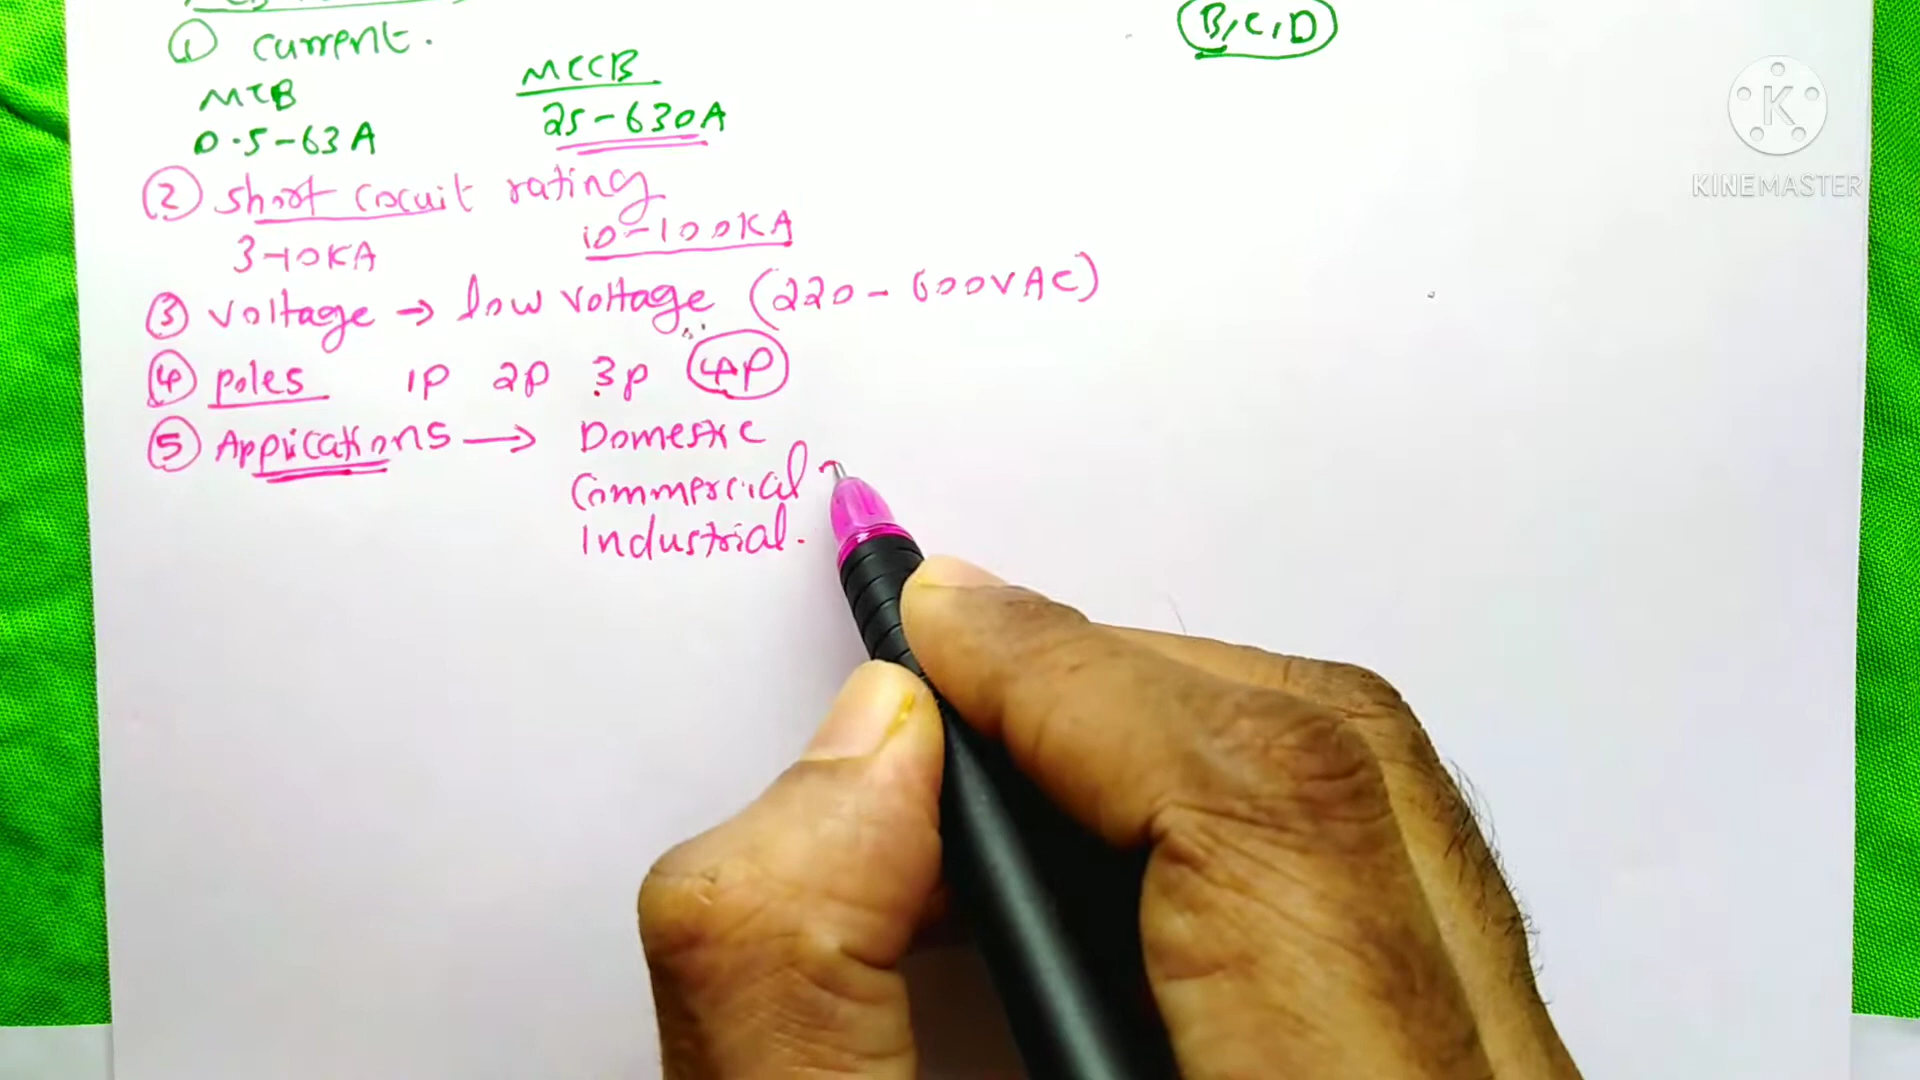 ① current.
B, C, D
MCB
MCCB
0.5-63A
25-630A
② short circuit rating
3-10KA
10-100KA
③ voltage → low voltage (220-600VAC)
④ poles 1P 2P 3P 4P
⑤ Applications → Domestic
Commercial
Industrial.
K
KINEMASTER